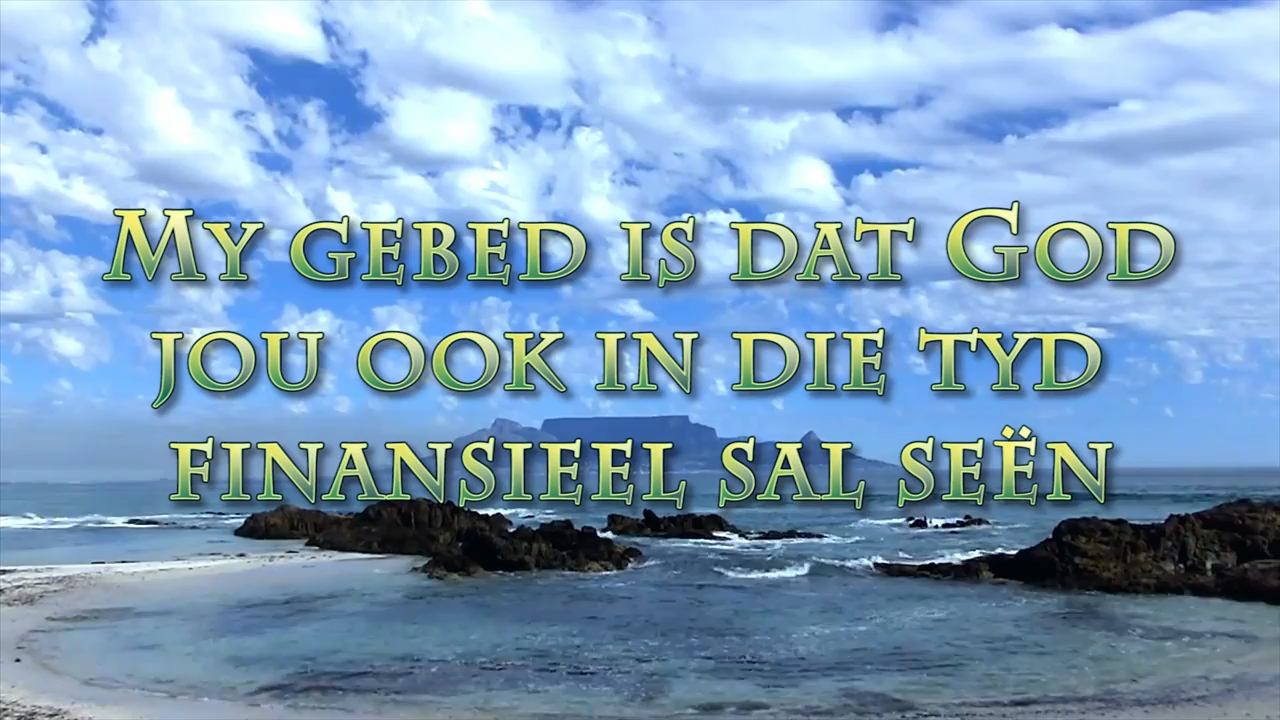 My gebed is dat God
jou ook in die tyd
finansieel sal seën